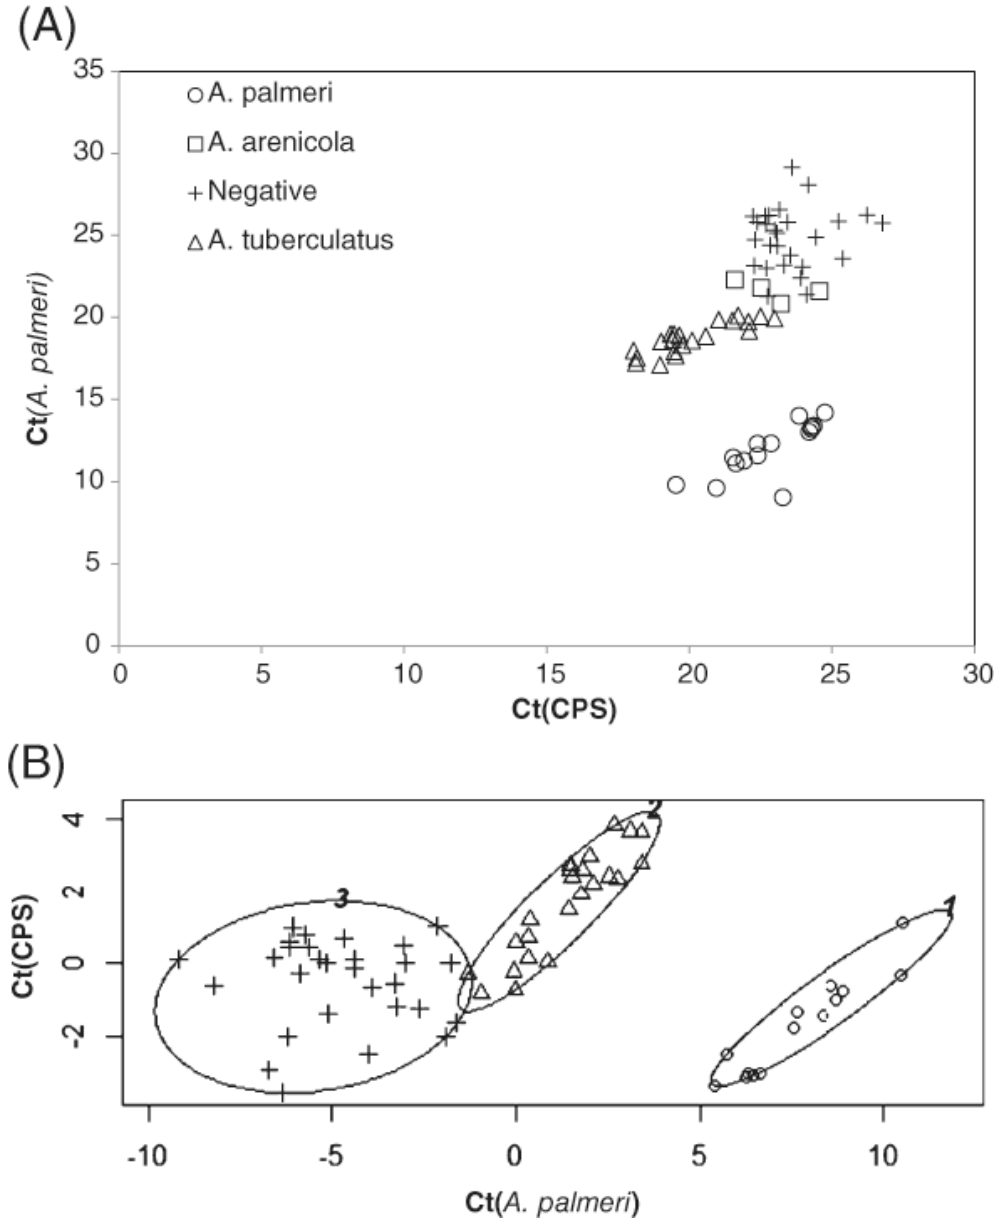 (A)
35
30
25
20
15
10
5
0
Ct(A. palmeri)
A. palmeri
A. arenicola
Negative
A. tuberculatus
0 5 10 15 20 25 30
Ct(CPS)
(B)
4
2
0
-2
Ct(CPS)
3
2
1
-10 -5 0 5 10
Ct(A. palmeri)